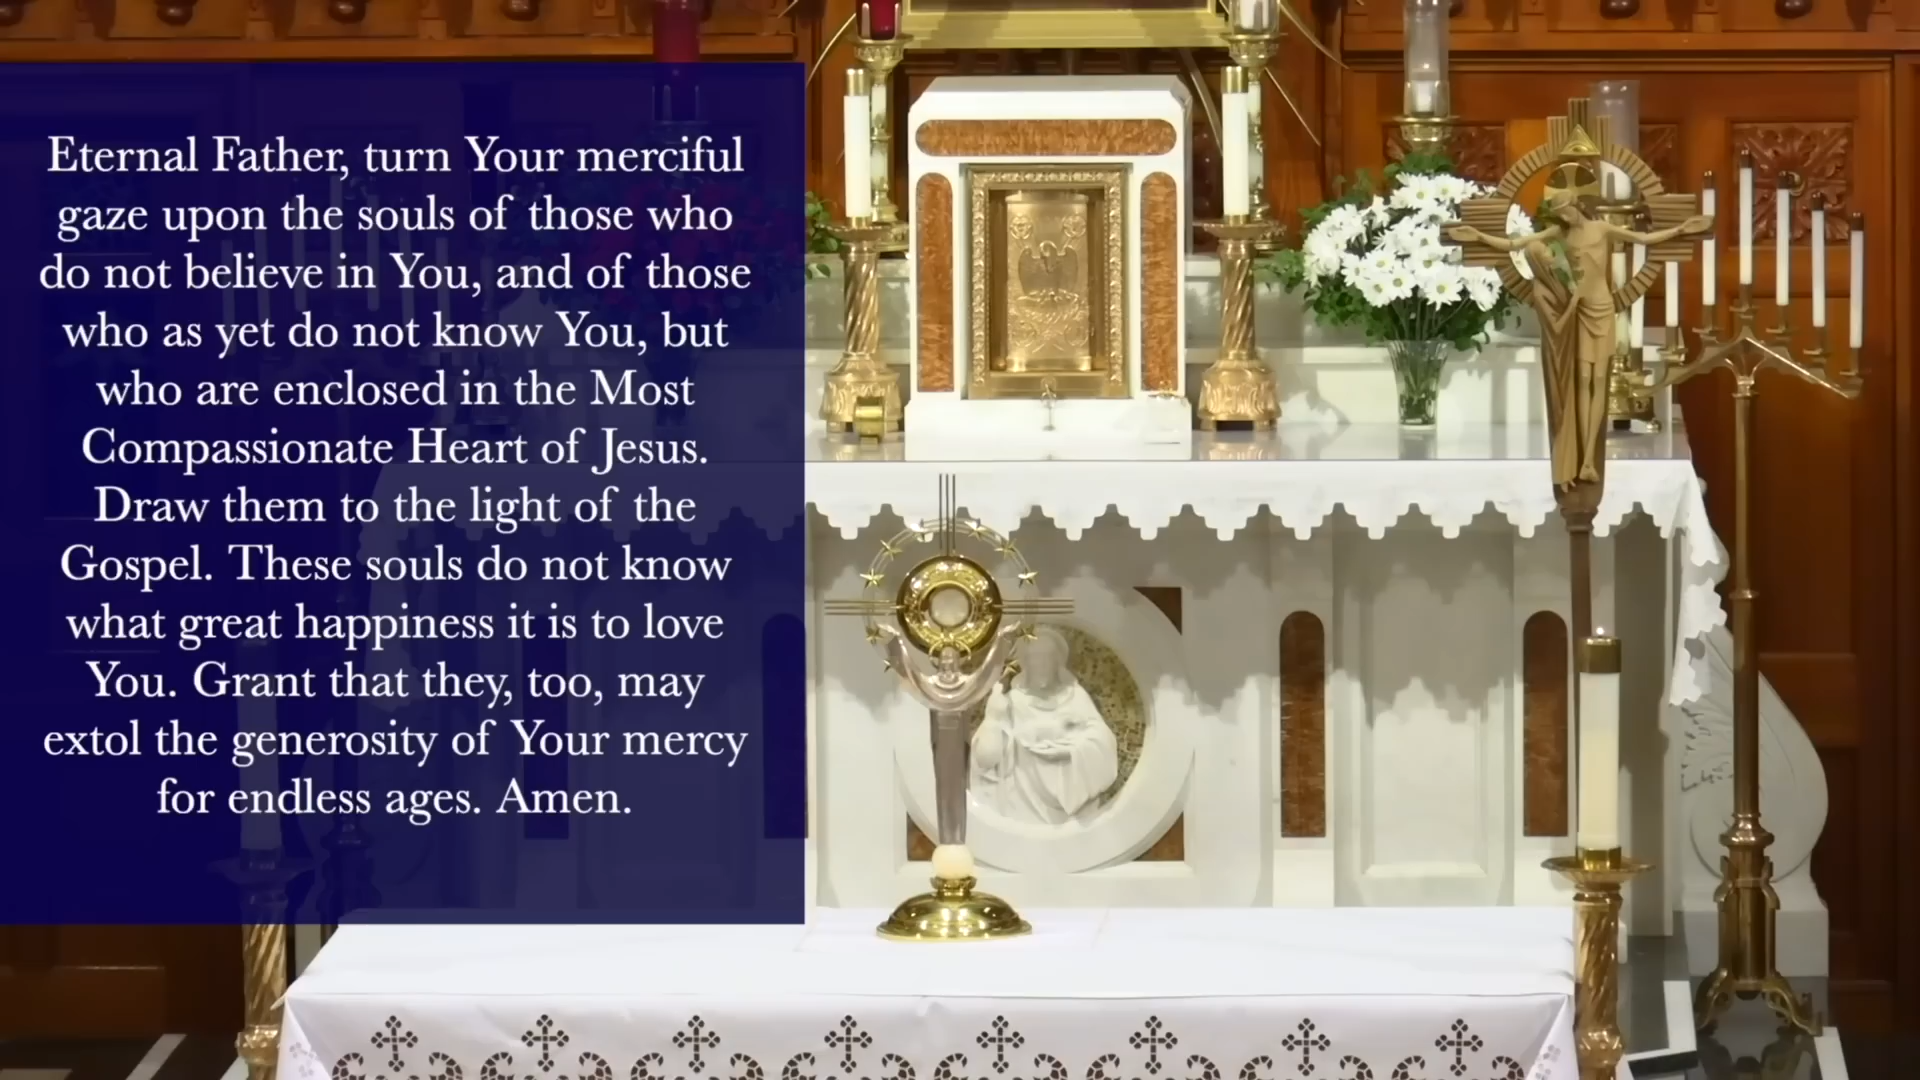 Eternal Father, turn Your merciful
gaze upon the souls of those who
do not believe in You, and of those
who as yet do not know You, but
who are enclosed in the Most
Compassionate Heart of Jesus.
Draw them to the light of the
Gospel. These souls do not know
what great happiness it is to love
You. Grant that they, too, may
extol the generosity of Your mercy
for endless ages. Amen.